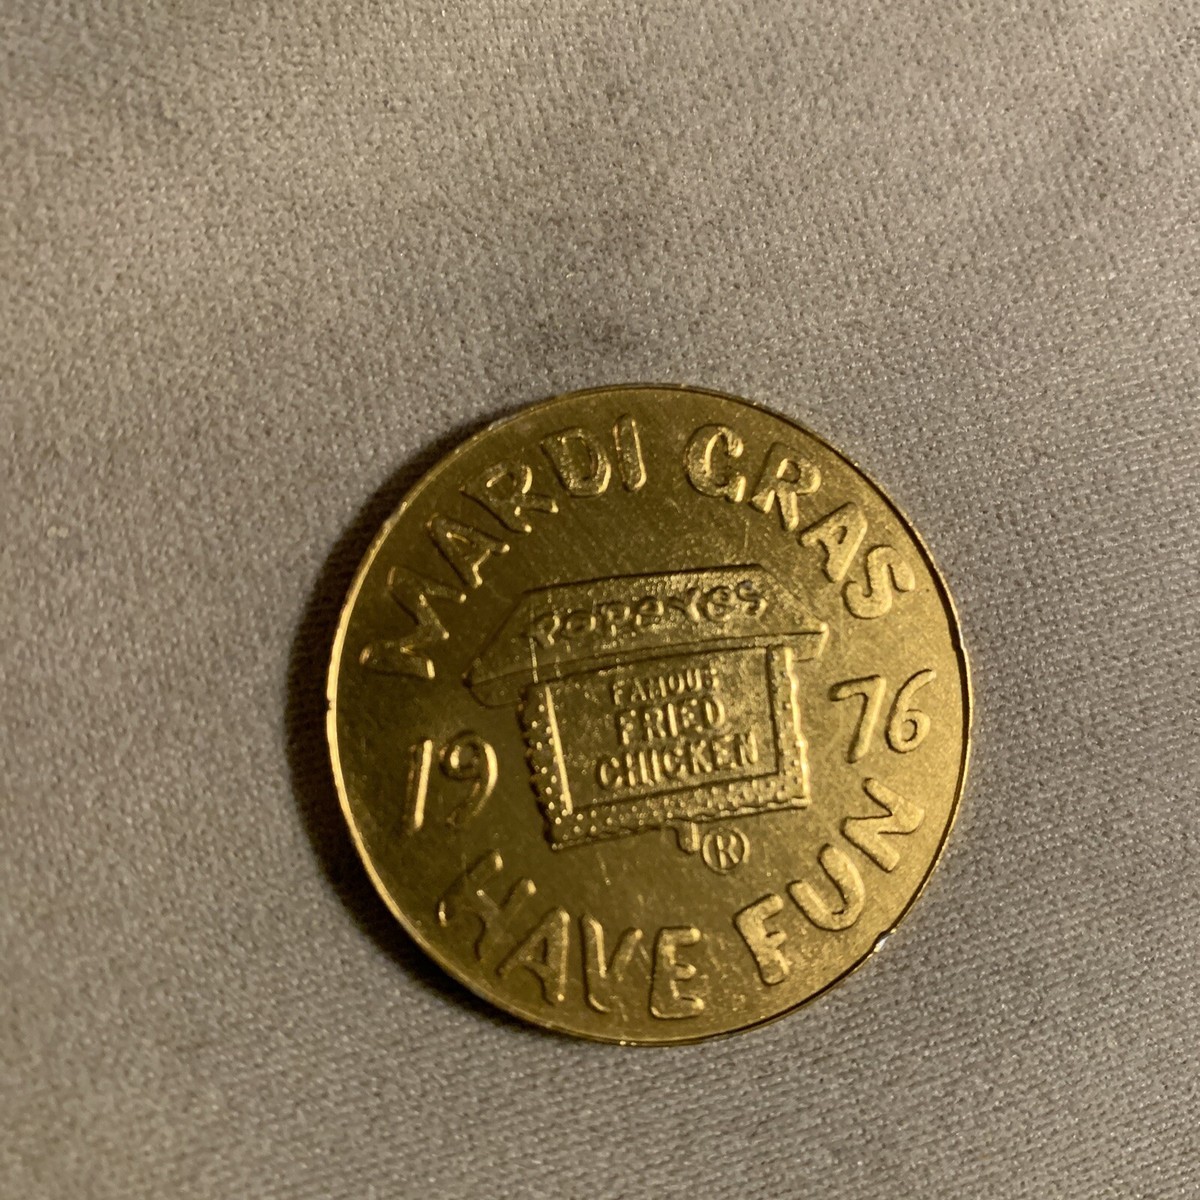 MARDI GRAS
POPEYES
FAMOUS
FRIED
CHICKEN
®
19 76
HAVE FUN